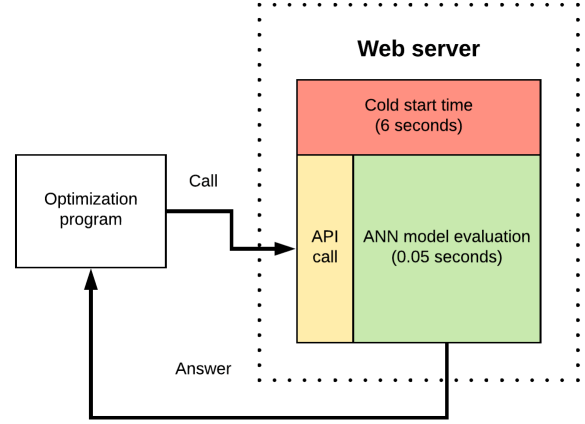 Web server
Cold start time
(6 seconds)
Optimization
program
Call
API
call
ANN model evaluation
(0.05 seconds)
Answer